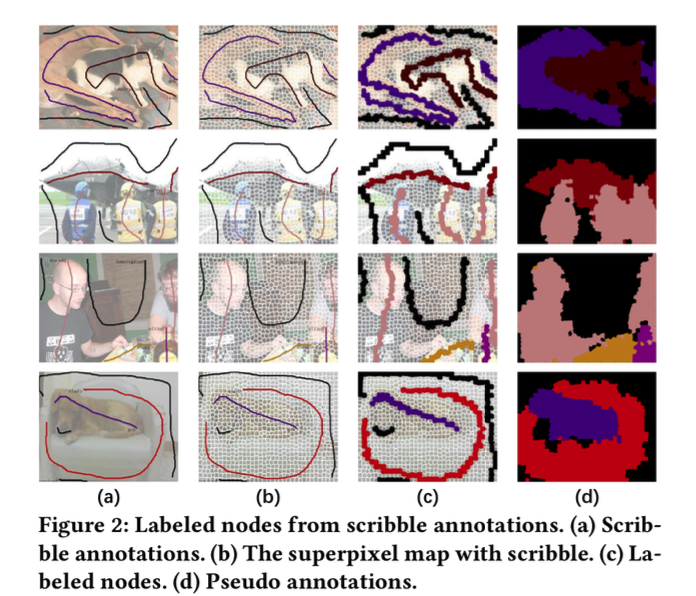 (a) (b) (c) (d)
Figure 2: Labeled nodes from scribble annotations. (a) Scrib-
ble annotations. (b) The superpixel map with scribble. (c) La-
beled nodes. (d) Pseudo annotations.